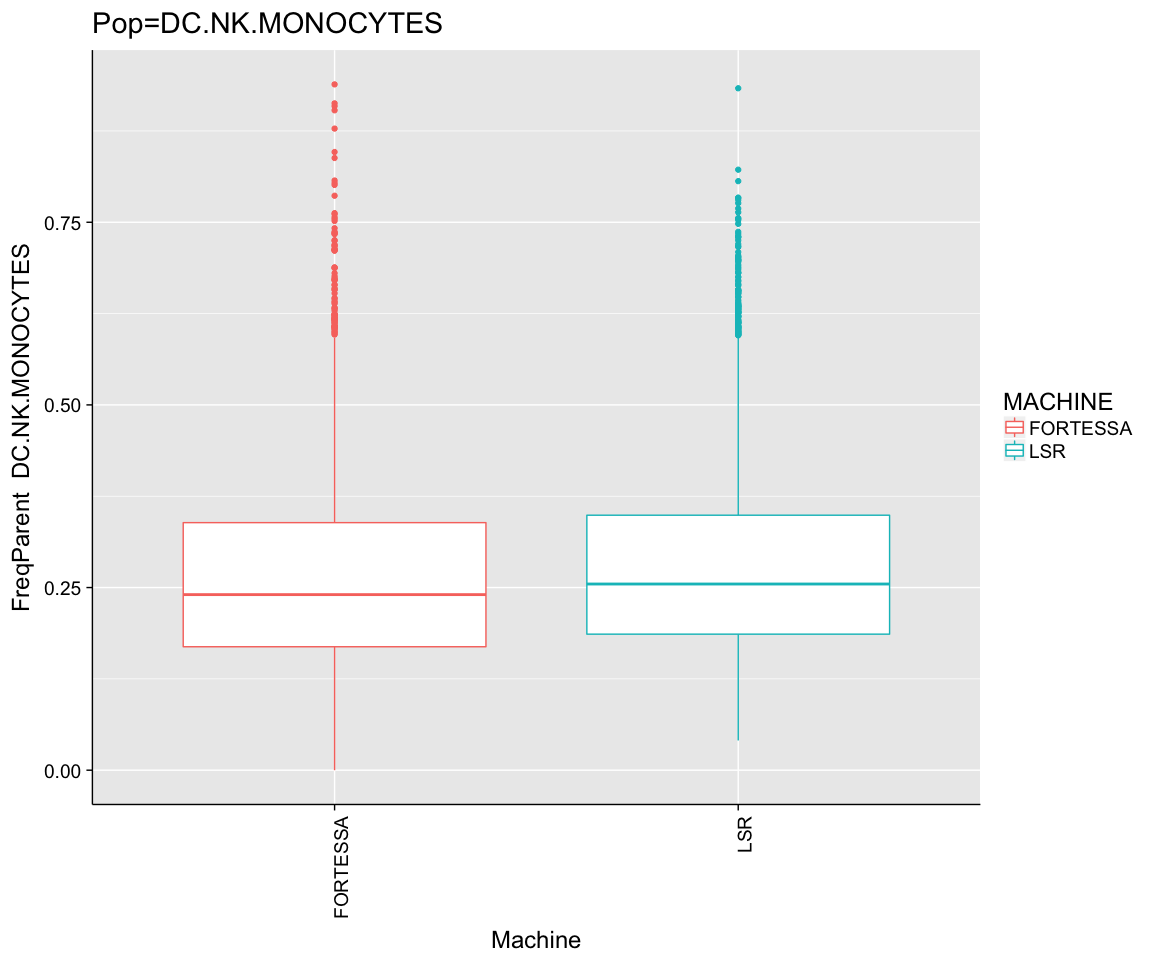 Pop=DC.NK.MONOCYTES
FreqParent DC.NK.MONOCYTES
0.75
0.50
0.25
0.00
FORTESSA
LSR
Machine
MACHINE
FORTESSA
LSR